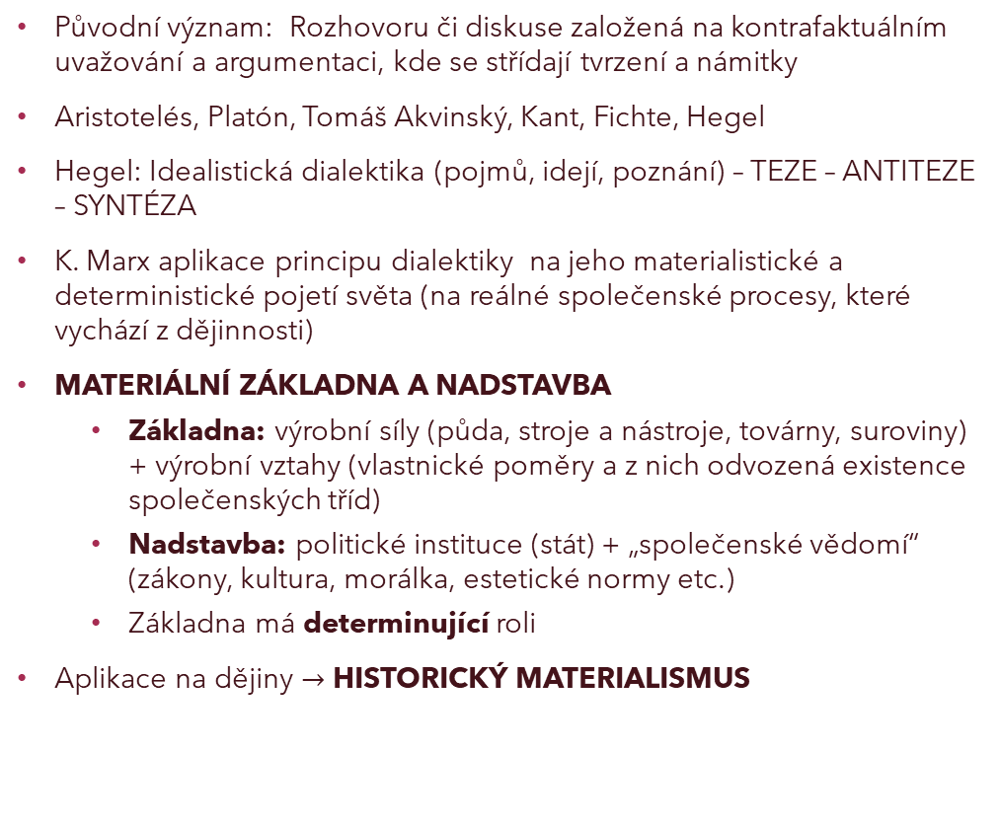 • Původní význam:  Rozhovoru či diskuse založená na kontrafaktuálním
uvažování a argumentaci, kde se střídají tvrzení a námitky
• Aristotelés, Platón, Tomáš Akvinský, Kant, Fichte, Hegel
• Hegel: Idealistická dialektika (pojmů, idejí, poznání) – TEZE – ANTITEZE
– SYNTÉZA
• K. Marx aplikace principu dialektiky  na jeho materialistické a
deterministické pojetí světa (na reálné společenské procesy, které
vychází z dějinnosti)
• MATERIÁLNÍ ZÁKLADNA A NADSTAVBA
• Základna: výrobní síly (půda, stroje a nástroje, továrny, suroviny)
+ výrobní vztahy (vlastnické poměry a z nich odvozená existence
společenských tříd)
• Nadstavba: politické instituce (stát) + „společenské vědomí“
(zákony, kultura, morálka, estetické normy etc.)
• Základna má determinující roli
• Aplikace na dějiny → HISTORICKÝ MATERIALISMUS